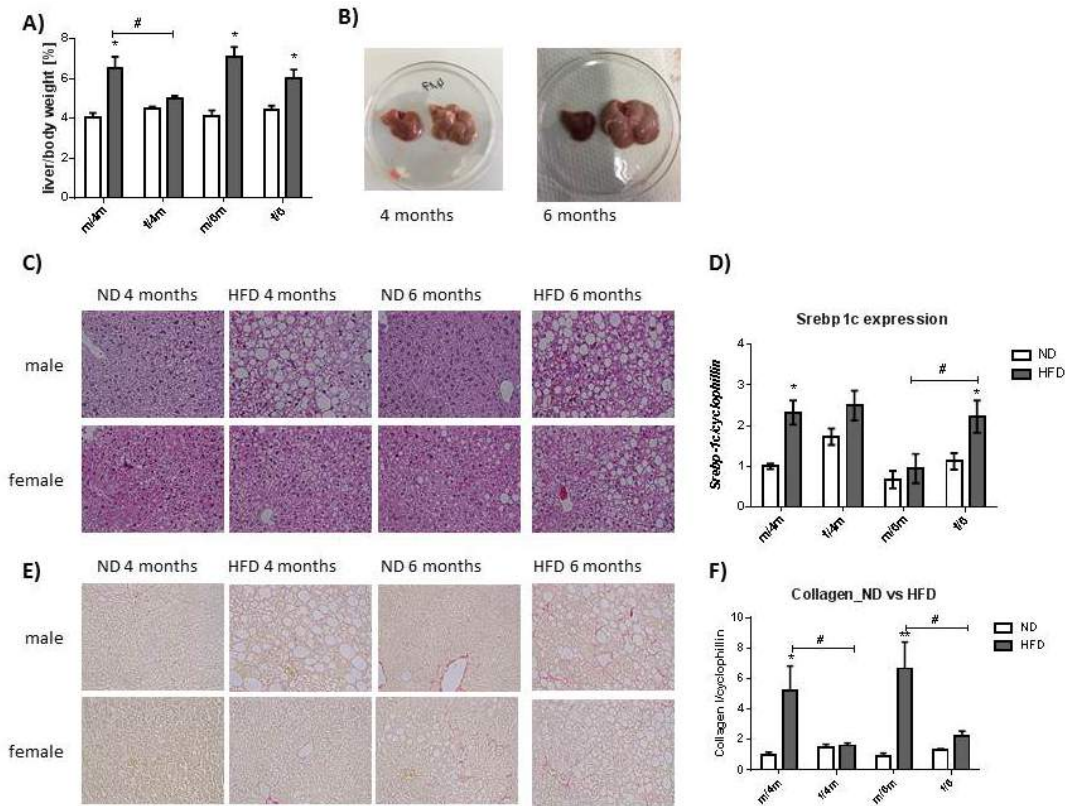 A)
liver/body weight [%]
8
6
4
2
0
*
#
*
*
m/4m
f/4m
m/6m
f/6
B)
4 months
6 months
C)
ND 4 months
HFD 4 months
ND 6 months
HFD 6 months
male
female
D)
Srebp1c expression
Srebp-1c/cyclophillin
4
3
2
1
0
*
#
*
ND
HFD
m/4m
f/4m
m/6m
f/6
E)
ND 4 months
HFD 4 months
ND 6 months
HFD 6 months
male
female
F)
Collagen_ND vs HFD
Collagen I/cyclophillin
10
8
6
4
2
0
*
#
**
#
ND
HFD
m/4m
f/4m
m/6m
f/6